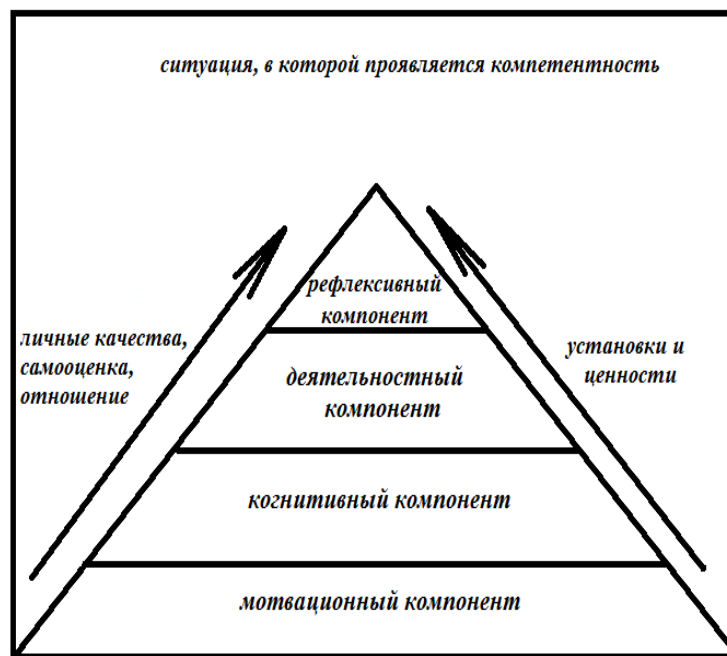 ситуация, в которой проявляется компетентность
рефлексивный
компонент
личные качества,
самооценка,
отношение
установки и
ценности
деятельностный
компонент
когнитивный компонент
мотвационный компонент